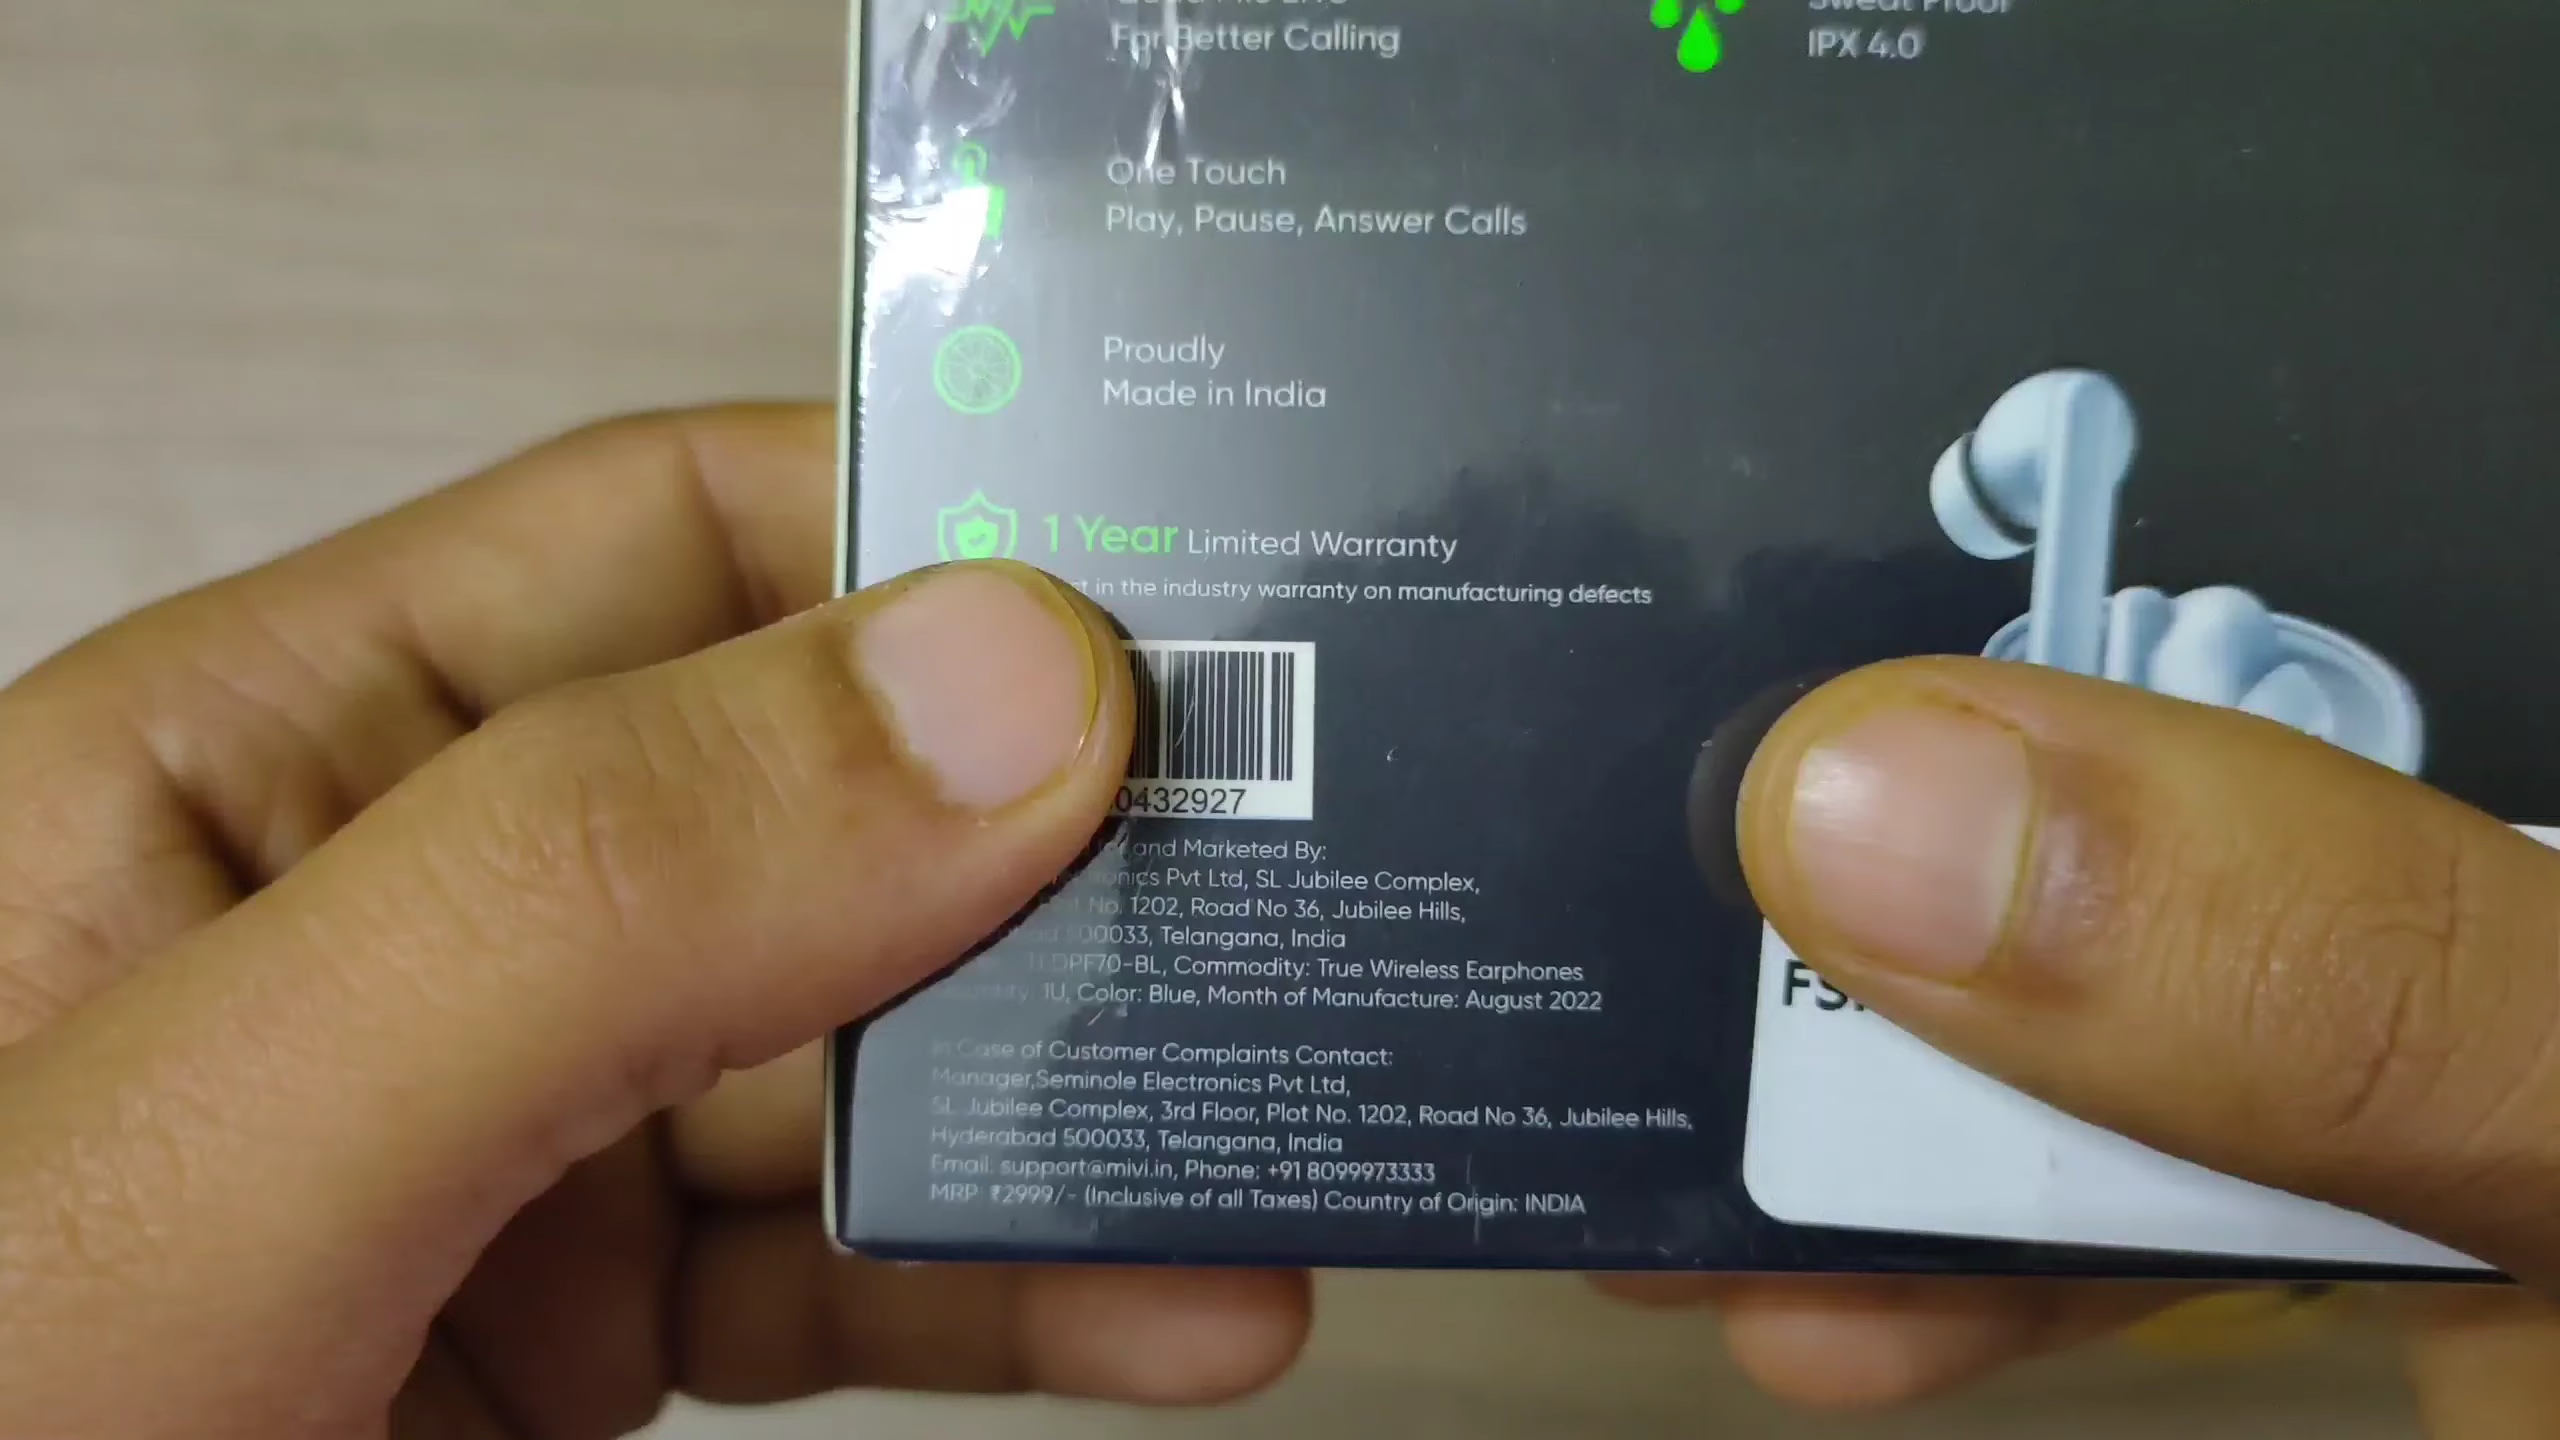 For Better Calling
Sweat Proof
IPX 4.0
One Touch
Play, Pause, Answer Calls
Proudly
Made in India
1 Year Limited Warranty
in the industry warranty on manufacturing defects
0432927
and Marketed By:
Pvt Ltd, SL Jubilee Complex,
No. 1202, Road No 36, Jubilee Hills,
500033, Telangana, India
DPF70-BL, Commodity: True Wireless Earphones
1U, Color: Blue, Month of Manufacture: August 2022
In Case of Customer Complaints Contact:
Manager,Seminole Electronics Pvt Ltd,
SL Jubilee Complex, 3rd Floor, Plot No. 1202, Road No 36, Jubilee Hills,
Hyderabad 500033, Telangana, India
Email: support@mivi.in, Phone: +91 8099973333
MRP: ₹2999/- (Inclusive of all Taxes) Country of Origin: INDIA